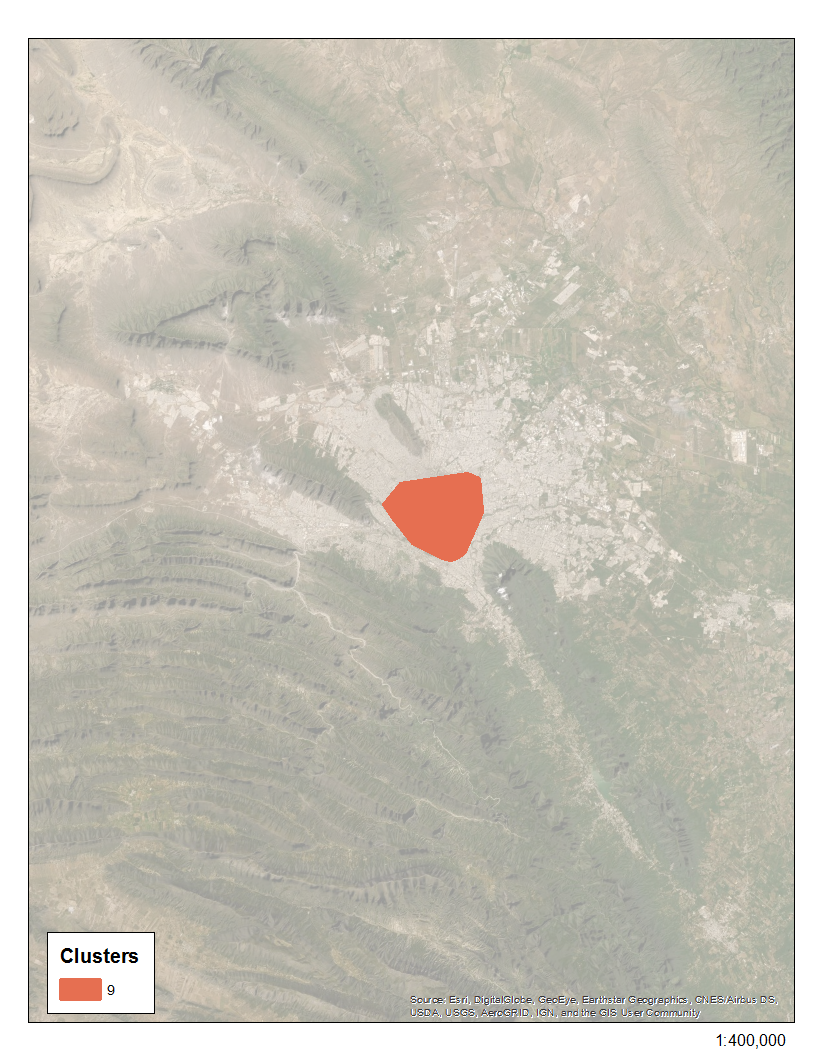 Clusters
9
Source: Esri, DigitalGlobe, GeoEye, Earthstar Geographics, CNES/Airbus DS,
USDA, USGS, AeroGRID, IGN, and the GIS User Community
1:400,000